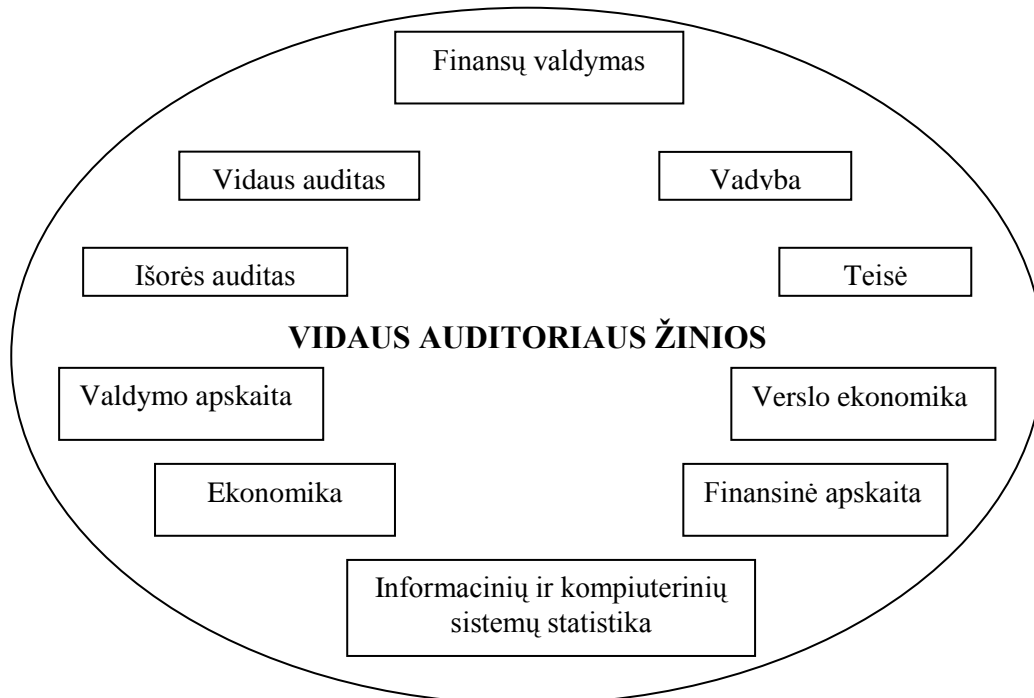 Finansų valdymas
Vidaus auditas
Vadyba
Išorės auditas
Teisė
VIDAUS AUDITORIAUS ŽINIOS
Valdymo apskaita
Verslo ekonomika
Ekonomika
Finansinė apskaita
Informacinių ir kompiuterinių
sistemų statistika